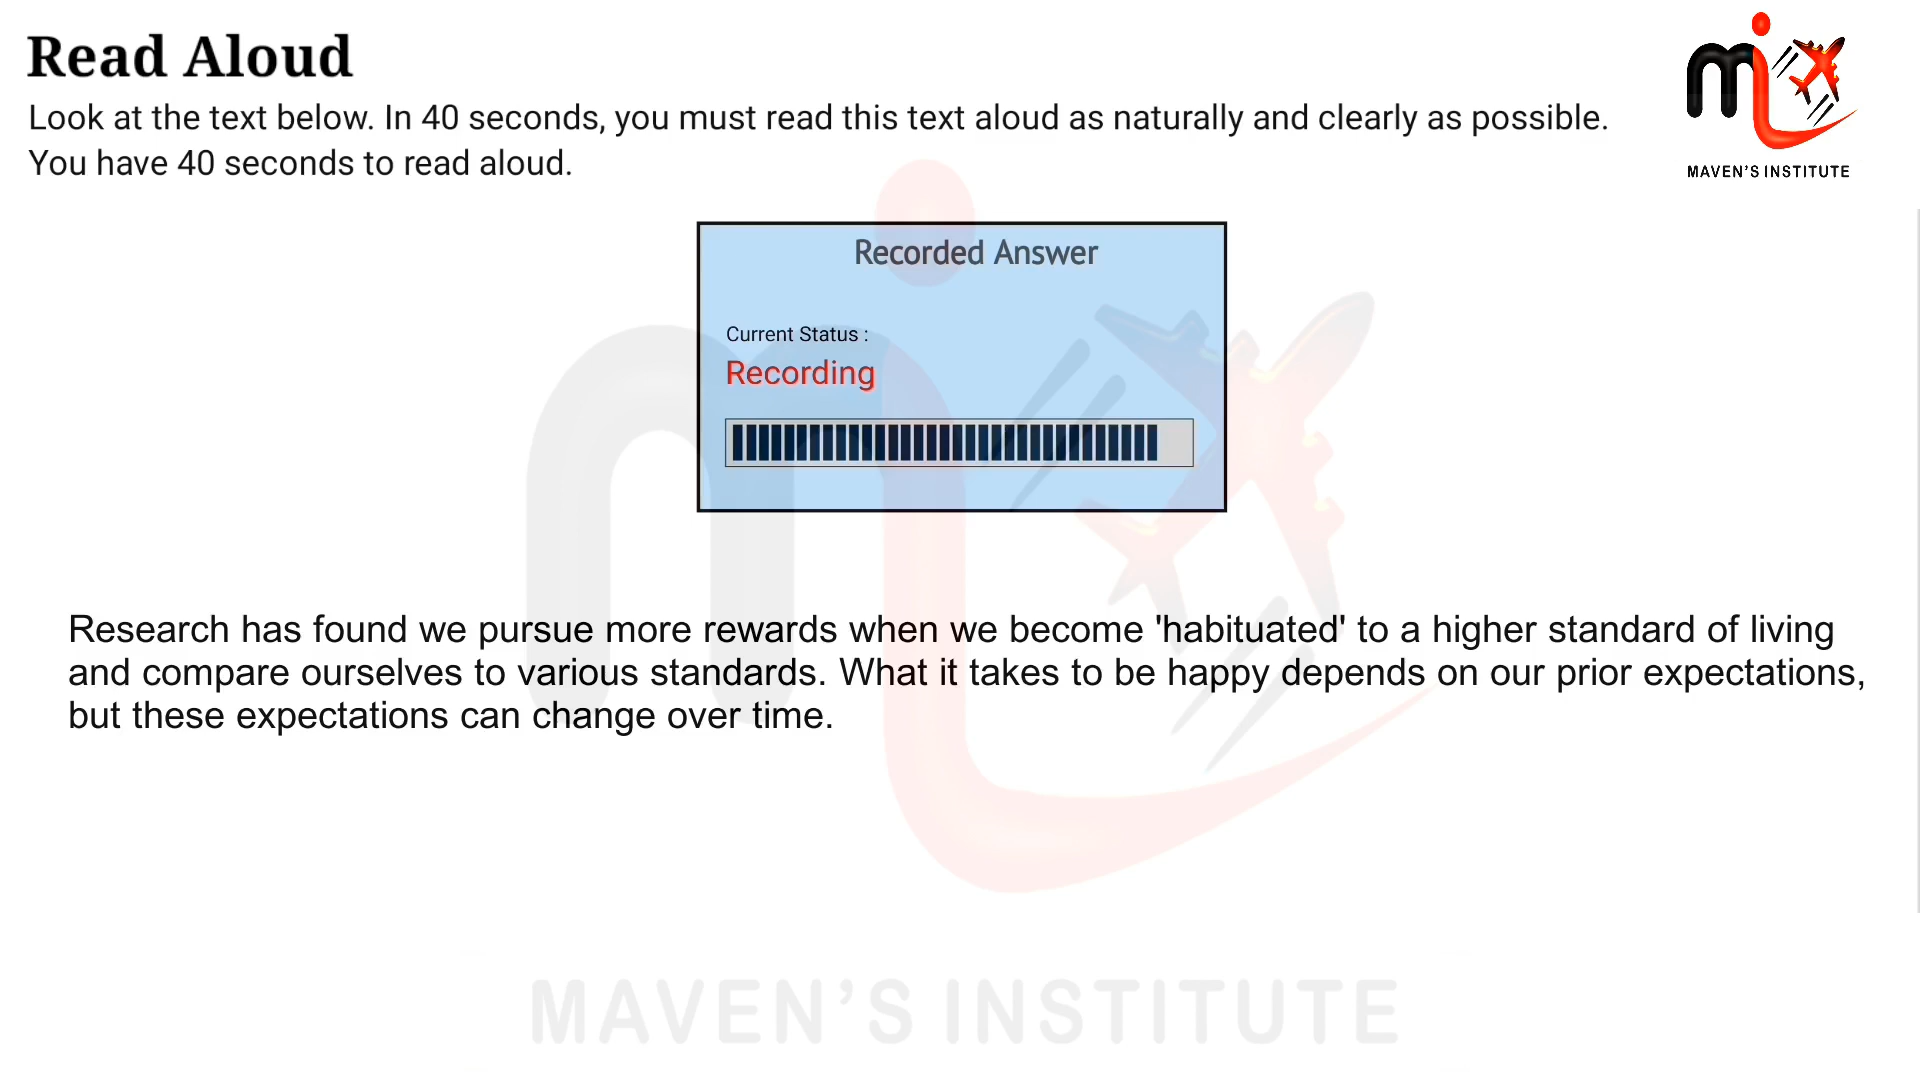 Read Aloud
Look at the text below. In 40 seconds, you must read this text aloud as naturally and clearly as possible.
You have 40 seconds to read aloud.
MAVEN'S INSTITUTE
Recorded Answer
Current Status :
Recording
Research has found we pursue more rewards when we become 'habituated' to a higher standard of living
and compare ourselves to various standards. What it takes to be happy depends on our prior expectations,
but these expectations can change over time.
MAVEN'S INSTITUTE